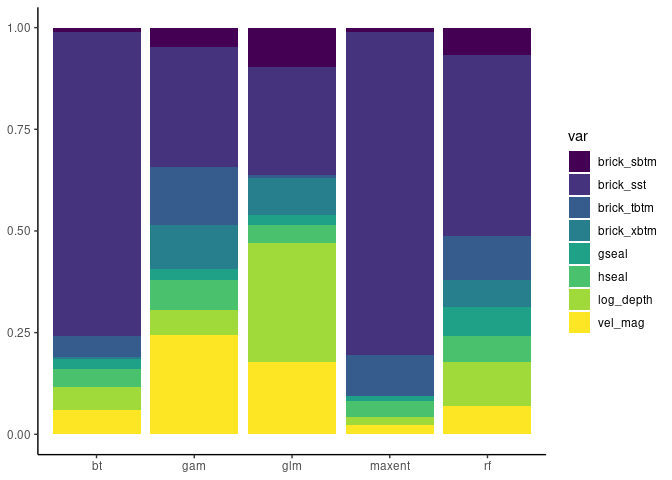 1.00
0.75
0.50
0.25
0.00
bt gam glm maxent rf
var
brick_sbtm
brick_sst
brick_tbtm
brick_xbtm
gseal
hseal
log_depth
vel_mag